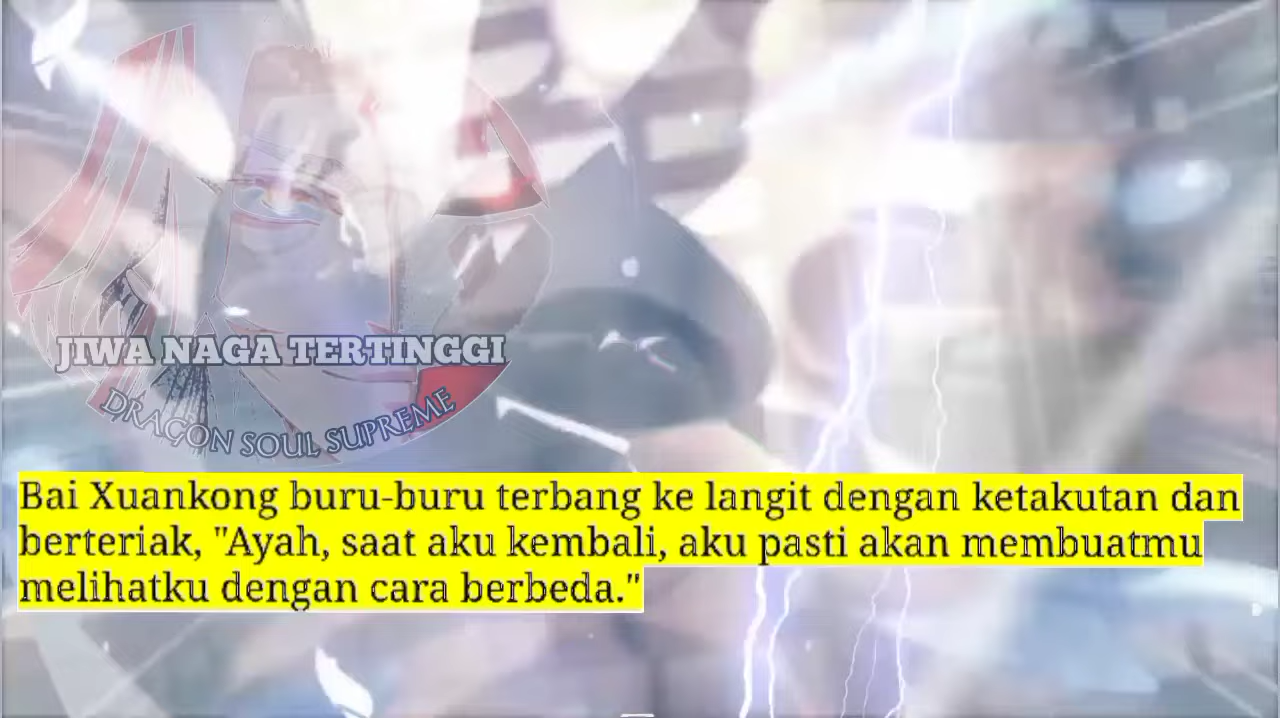 JIWA NAGA TERTINGGI
DRAGON SOUL SUPREME
Bai Xuankong buru-buru terbang ke langit dengan ketakutan dan
berteriak, "Ayah, saat aku kembali, aku pasti akan membuatmu
melihatku dengan cara berbeda."